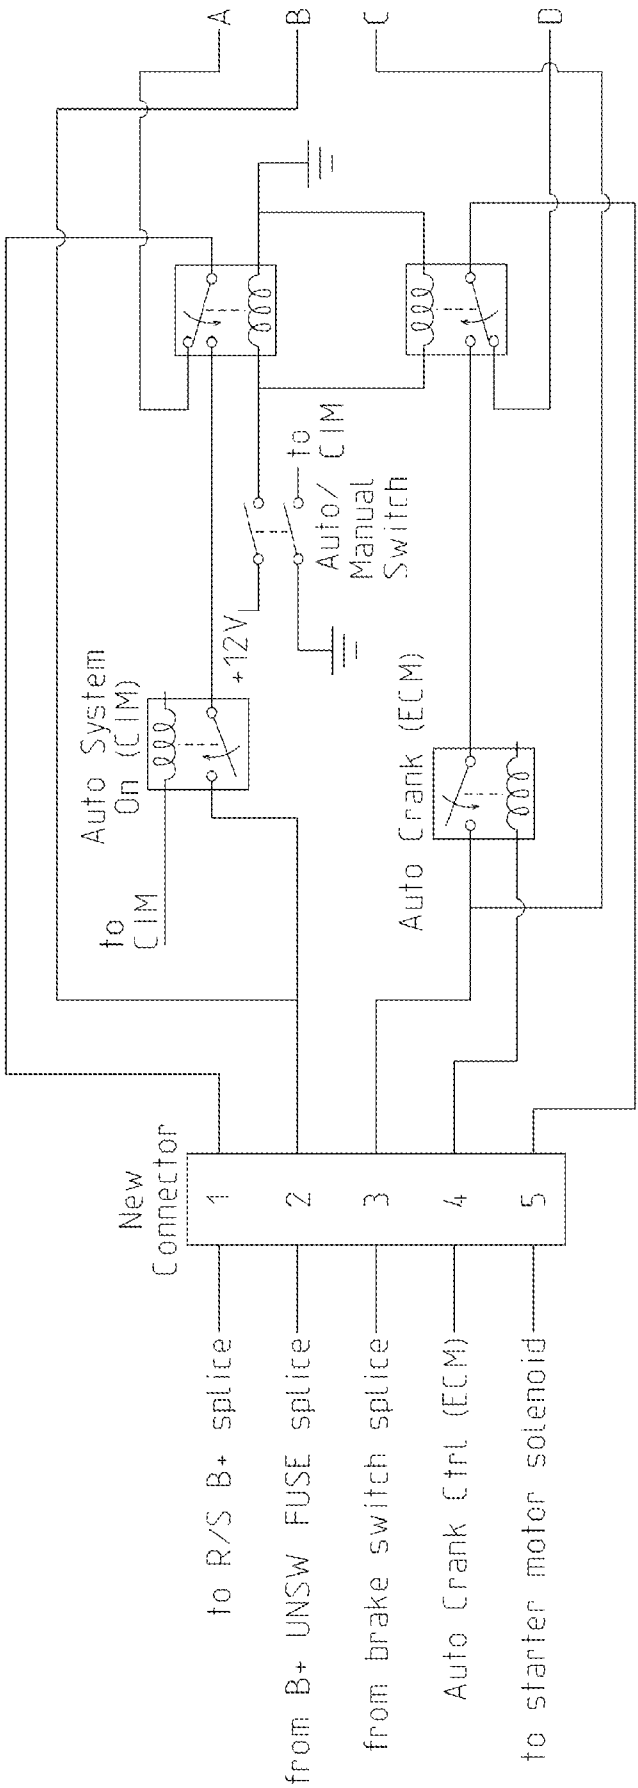 A
B
C
D
to
CIM
Auto/
Manual
Switch
+12V
Auto System
On (CIM)
Auto Crank (ECM)
to
CIM
New
Connector
1
2
3
4
5
to R/S B+ splice
from B+ UNSW FUSE splice
from brake switch splice
Auto Crank Ctrl (ECM)
to starter motor solenoid